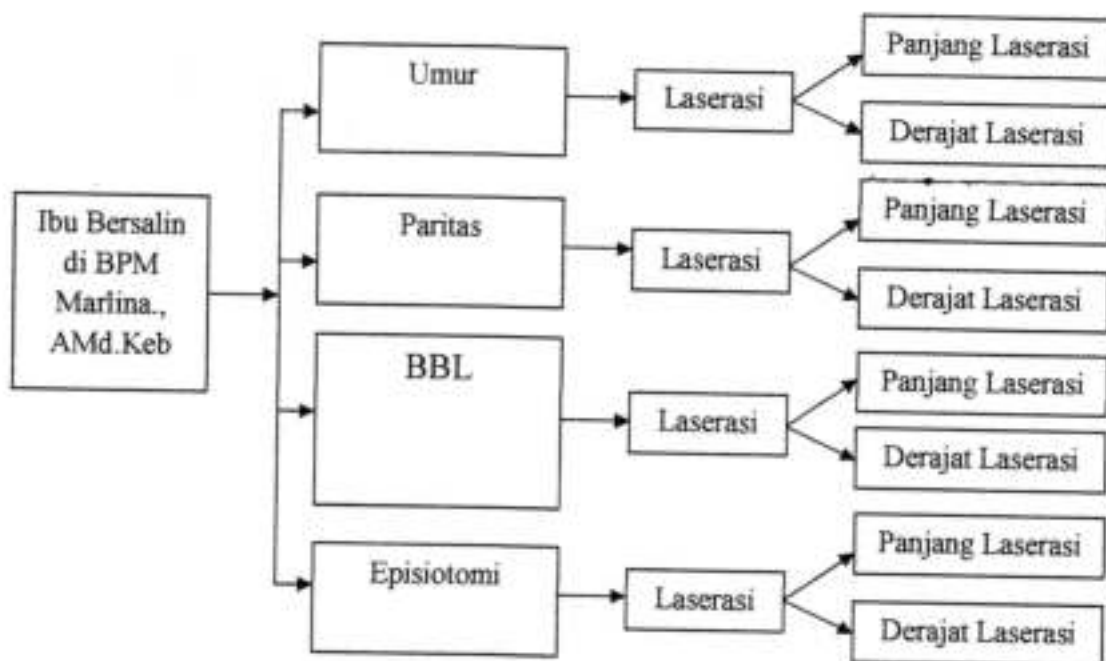 Umur
Laserasi
Panjang Laserasi
Derajat Laserasi
Ibu Bersalin
di BPM
Marlina.,
AMd.Keb
Paritas
Laserasi
Panjang Laserasi
Derajat Laserasi
BBL
Laserasi
Panjang Laserasi
Derajat Laserasi
Episiotomi
Laserasi
Panjang Laserasi
Derajat Laserasi